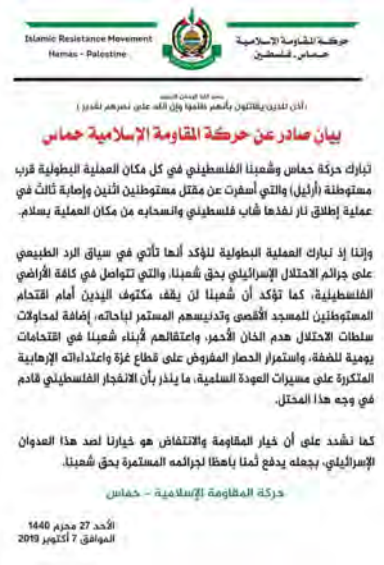 Islamic Resistance Movement
Hamas - Palestine
حركة المقاومة الإسلامية
حماس . فلسطين
بسم الله الرحمن الرحيم
(أذن للذين يقاتلون بأنهم ظلموا وإن الله على نصرهم لقدير )
بيان صادر عن حركة المقاومة الإسلامية حماس
تبارك حركة حماس وشعبنا الفلسطيني في كل مكان العملية البطولية قرب
مستوطنة (أرئيل) والتي أسفرت عن مقتل مستوطنين اثنين وإصابة ثالث في
عملية إطلاق نار نفذها شاب فلسطيني وانسحابه من مكان العملية بسلام.
وإننا إذ نبارك العملية البطولية لنؤكد أنها تأتي في سياق الرد الطبيعي
على جرائم الاحتلال الإسرائيلي بحق شعبنا، والتي تتواصل في كافة الأراضي
الفلسطينية، كما تؤكد أن شعبنا لن يقف مكتوف اليدين أمام اقتحام
المستوطنين للمسجد الأقصى وتدنيسهم المستمر لباحاته، إضافة لمحاولات
سلطات الاحتلال هدم الخان الأحمر، واعتقالهم لأبناء شعبنا في اقتحامات
يومية للضفة، واستمرار الحصار المفروض على قطاع غزة واعتداءاته الإرهابية
المتكررة على مسيرات العودة السلمية، ما ينذر بأن الانفجار الفلسطيني قادم
في وجه هذا المحتل.
كما نشدد على أن خيار المقاومة والانتفاض هو خيارنا لصد هذا العدوان
الإسرائيلي، بجعله يدفع ثمنا باهظا لجرائمه المستمرة بحق شعبنا.
حركة المقاومة الإسلامية - حماس
الأحد 27 محرم 1440
الموافق 7 أكتوبر 2019